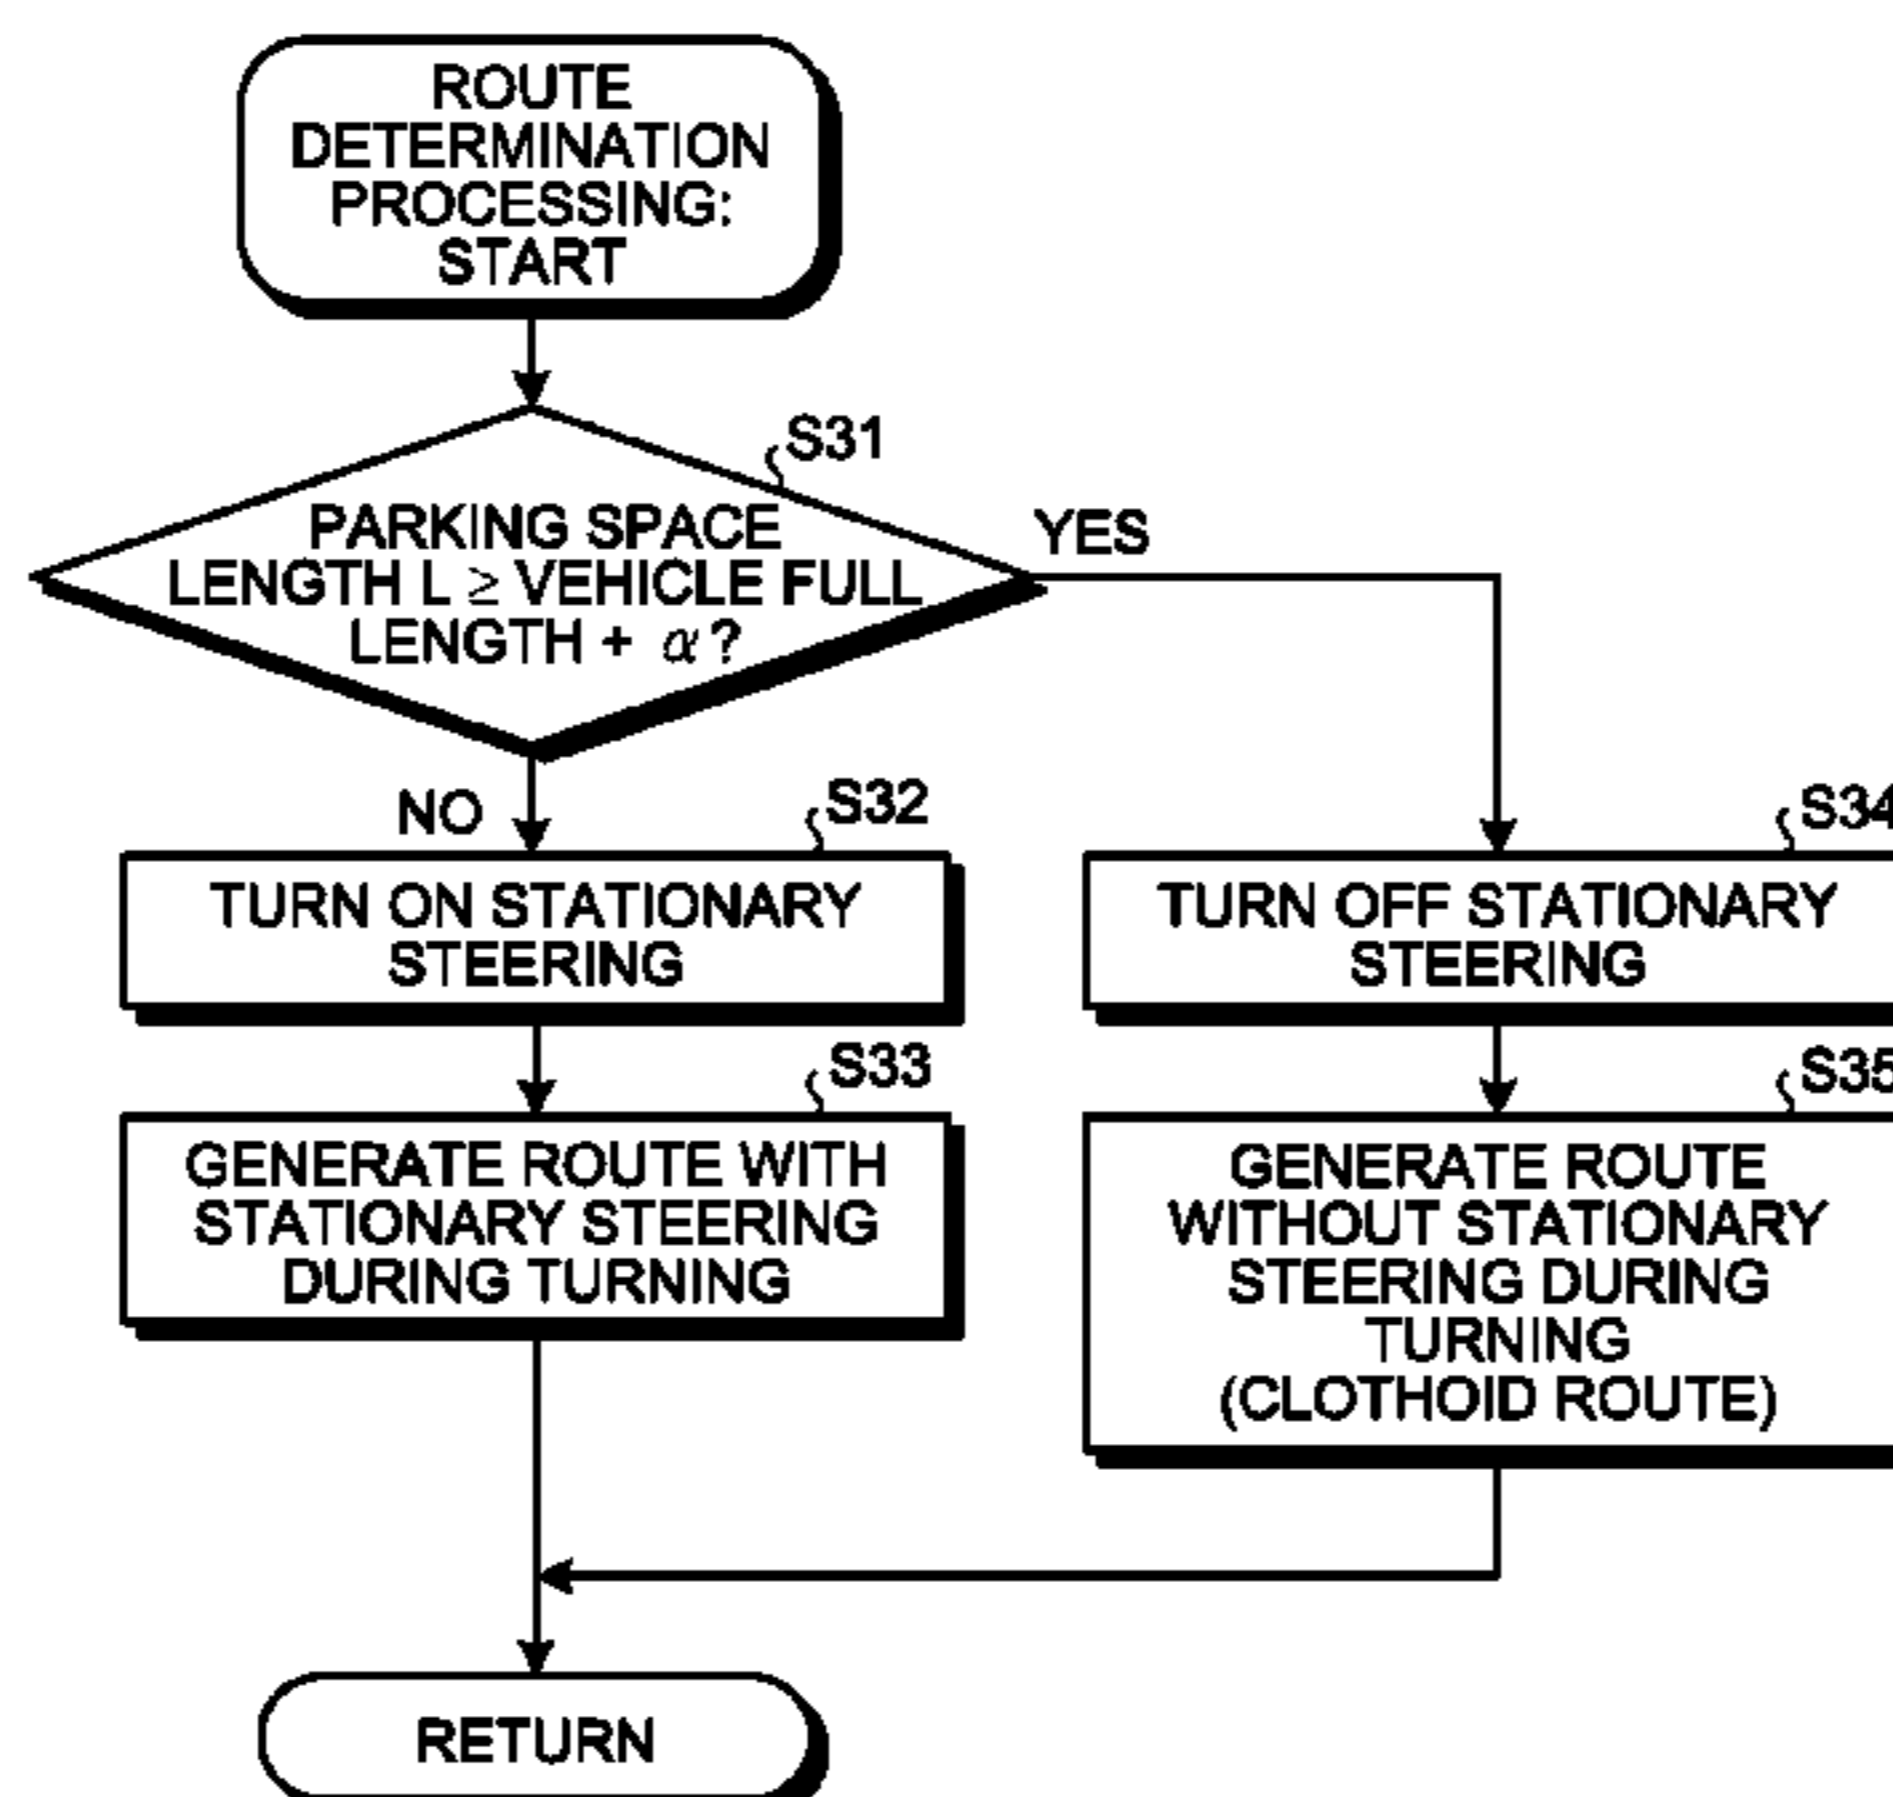 ROUTE
DETERMINATION
PROCESSING:
START
S31
PARKING SPACE
LENGTH L ≥ VEHICLE FULL
LENGTH + α?
YES
NO
S32
TURN ON STATIONARY
STEERING
S33
GENERATE ROUTE WITH
STATIONARY STEERING
DURING TURNING
S34
TURN OFF STATIONARY
STEERING
S35
GENERATE ROUTE
WITHOUT STATIONARY
STEERING DURING
TURNING
(CLOTHOID ROUTE)
RETURN